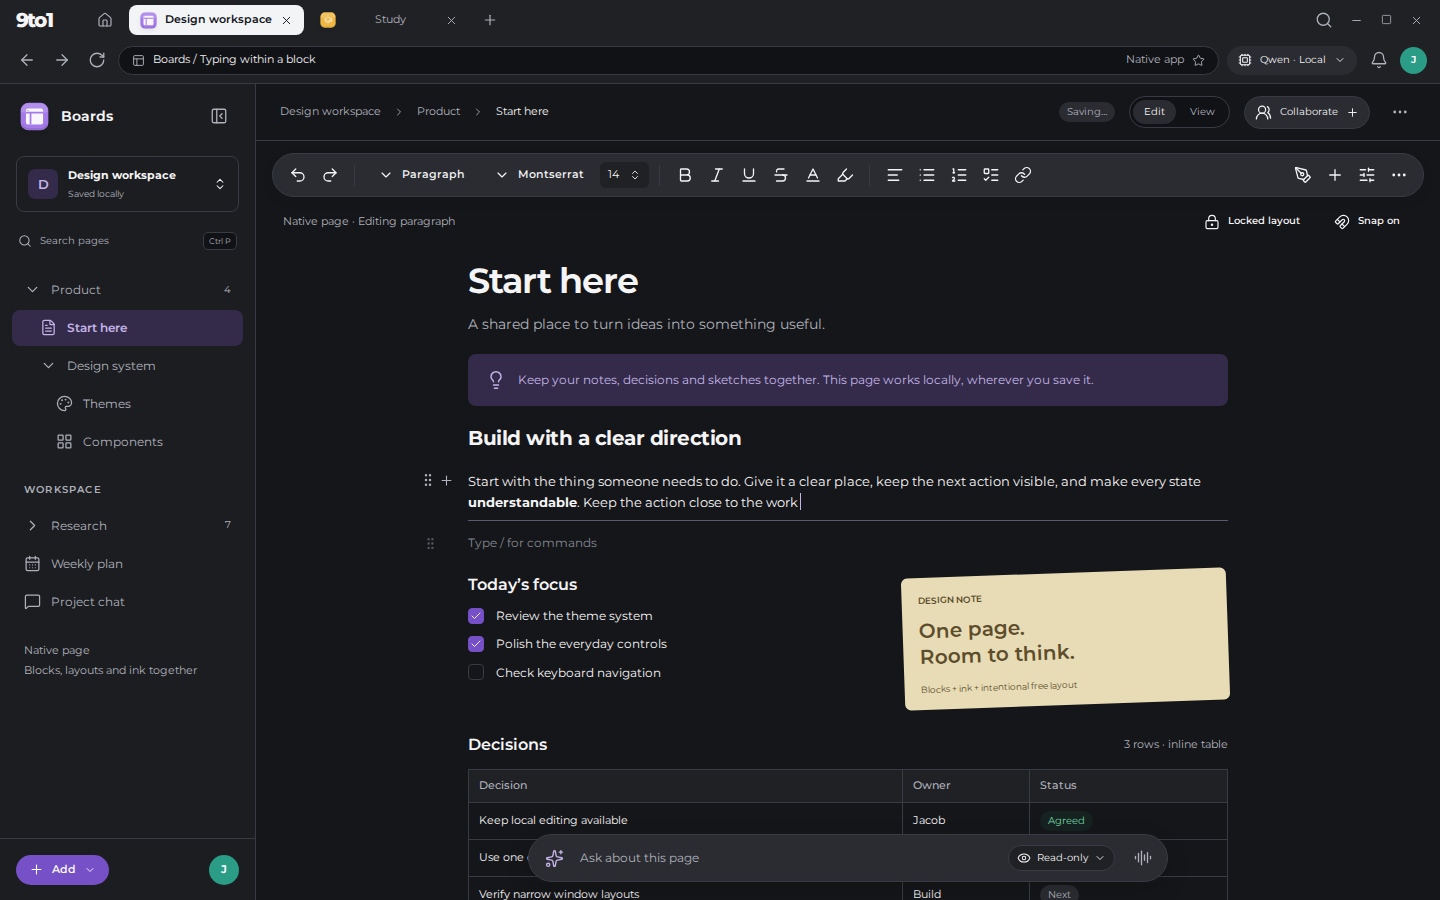 9to1
Design workspace
Study
Boards / Typing within a block
Native app
Qwen · Local
J
Boards
Design workspace
Product
Start here
Saving...
Edit
View
Collaborate
D
Design workspace
Saved locally
Paragraph
Montserrat
14
Search pages
Ctrl P
Native page · Editing paragraph
Locked layout
Snap on
Product
4
Start here
Design system
Themes
Components
WORKSPACE
Research
7
Weekly plan
Project chat
Native page
Blocks, layouts and ink together
Add
J
Start here
A shared place to turn ideas into something useful.
Keep your notes, decisions and sketches together. This page works locally, wherever you save it.
Build with a clear direction
Start with the thing someone needs to do. Give it a clear place, keep the next action visible, and make every state
understandable. Keep the action close to the work
Type / for commands
Today's focus
Review the theme system
Polish the everyday controls
Check keyboard navigation
DESIGN NOTE
One page.
Room to think.
Blocks + ink + intentional free layout
Decisions
3 rows · inline table
Decision
Owner
Status
Keep local editing available
Jacob
Agreed
Use one
Ask about this page
Read-only
Verify narrow window layouts
Build
Next